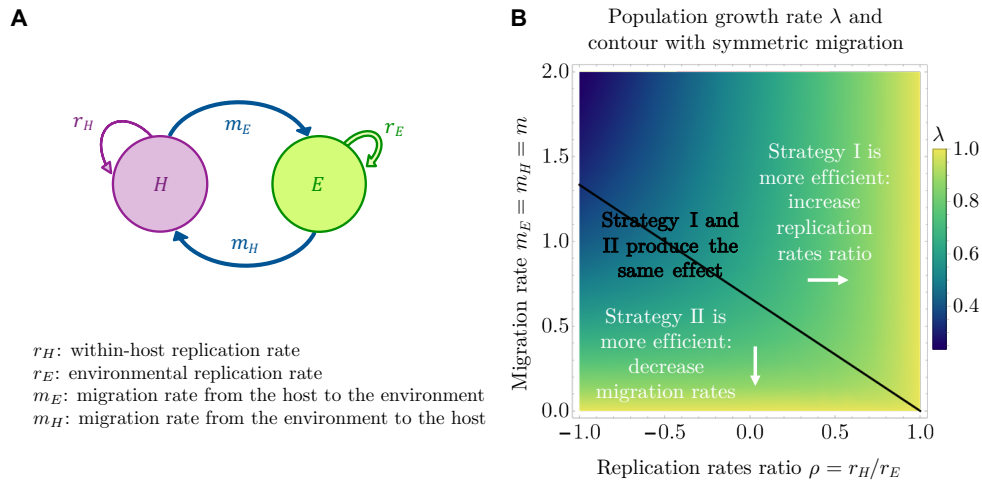 A
r_H
m_E
r_E
H
E
m_H
r_H: within-host replication rate
r_E: environmental replication rate
m_E: migration rate from the host to the environment
m_H: migration rate from the environment to the host
B
Population growth rate λ and
contour with symmetric migration
Migration rate m_E = m_H = m
2.0
1.5
1.0
0.5
0.0
Strategy I is
more efficient:
increase
replication
rates ratio
Strategy I and
II produce the
same effect
Strategy II is
more efficient:
decrease
migration rates
−1.0
−0.5
0.0
0.5
1.0
Replication rates ratio ρ = r_H/r_E
λ
1.0
0.8
0.6
0.4